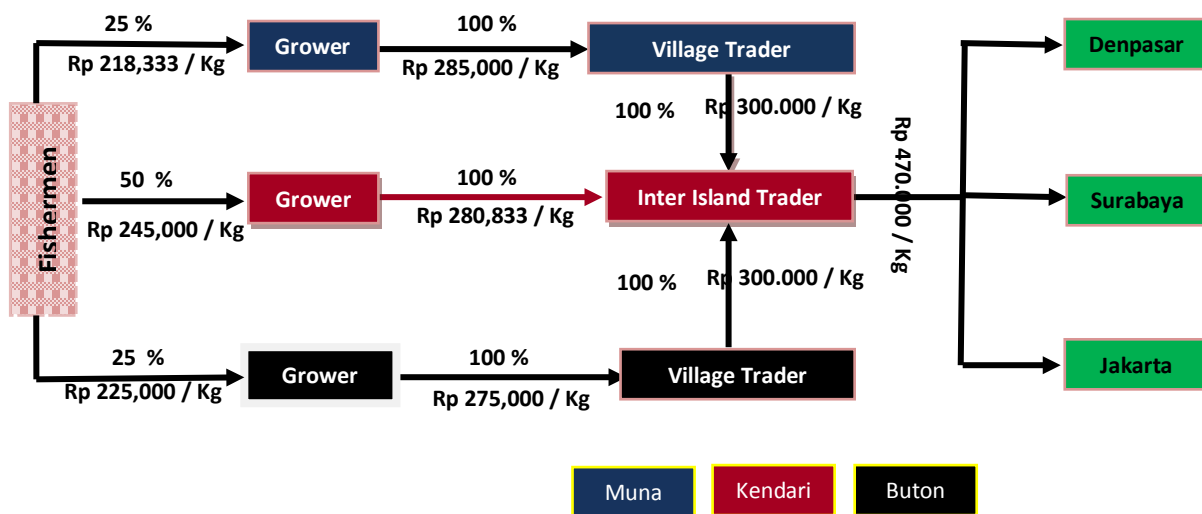 25 %
Rp 218,333 / Kg
Grower
100 %
Rp 285,000 / Kg
Village Trader
Denpasar
100 %
Rp 300.000 / Kg
Fishermen
50 %
Rp 245,000 / Kg
Grower
100 %
Rp 280,833 / Kg
Inter Island Trader
Rp 470.000 / Kg
Surabaya
100 %
Rp 300.000 / Kg
25 %
Rp 225,000 / Kg
Grower
100 %
Rp 275,000 / Kg
Village Trader
Jakarta
Muna
Kendari
Buton